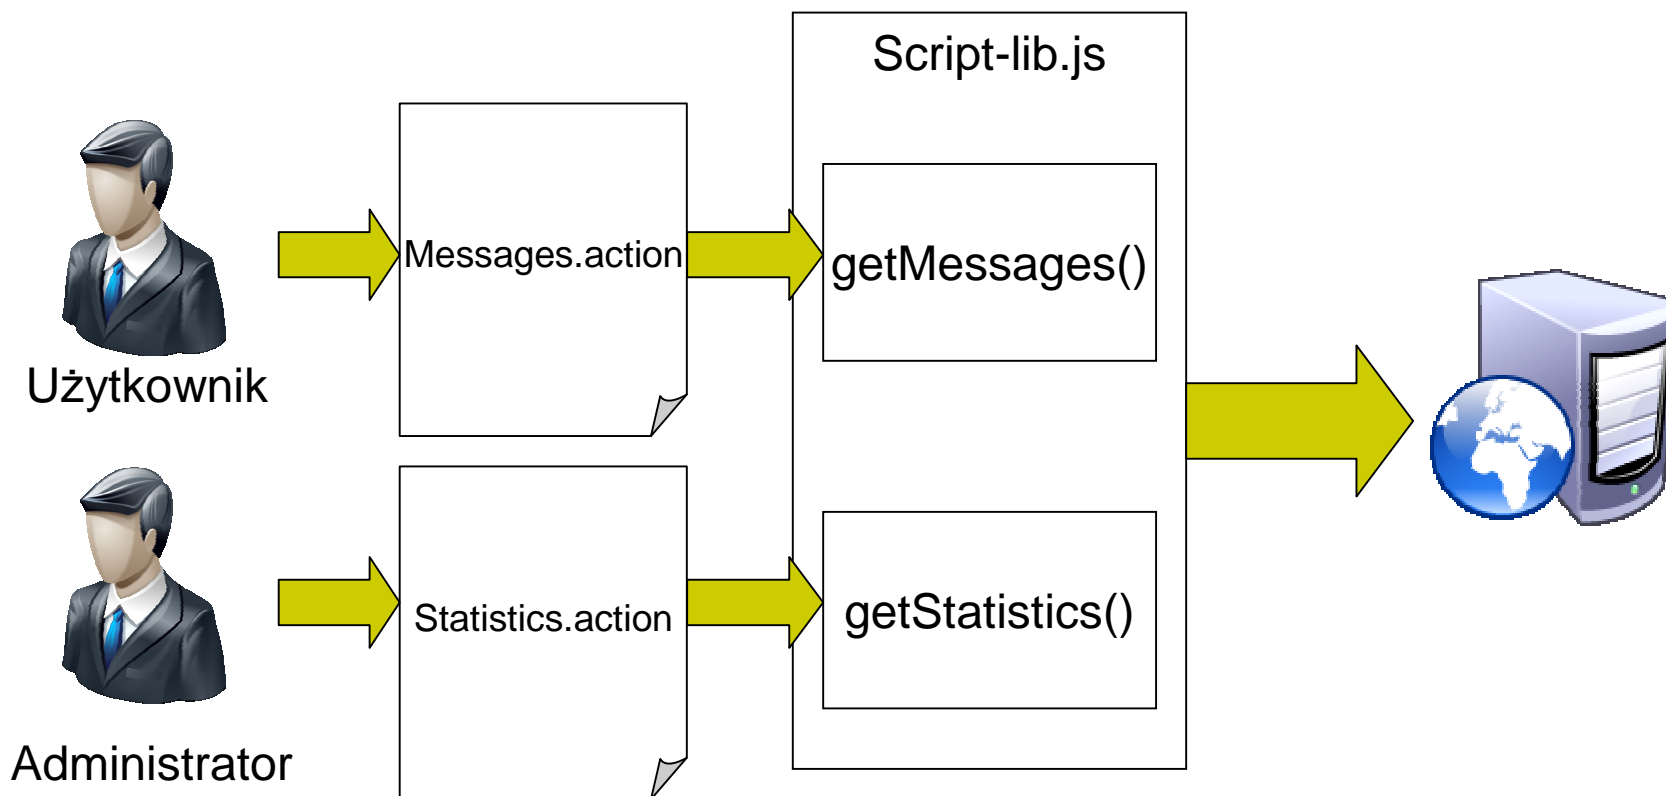 Script-lib.js
Messages.action
getMessages()
Użytkownik
Statistics.action
getStatistics()
Administrator